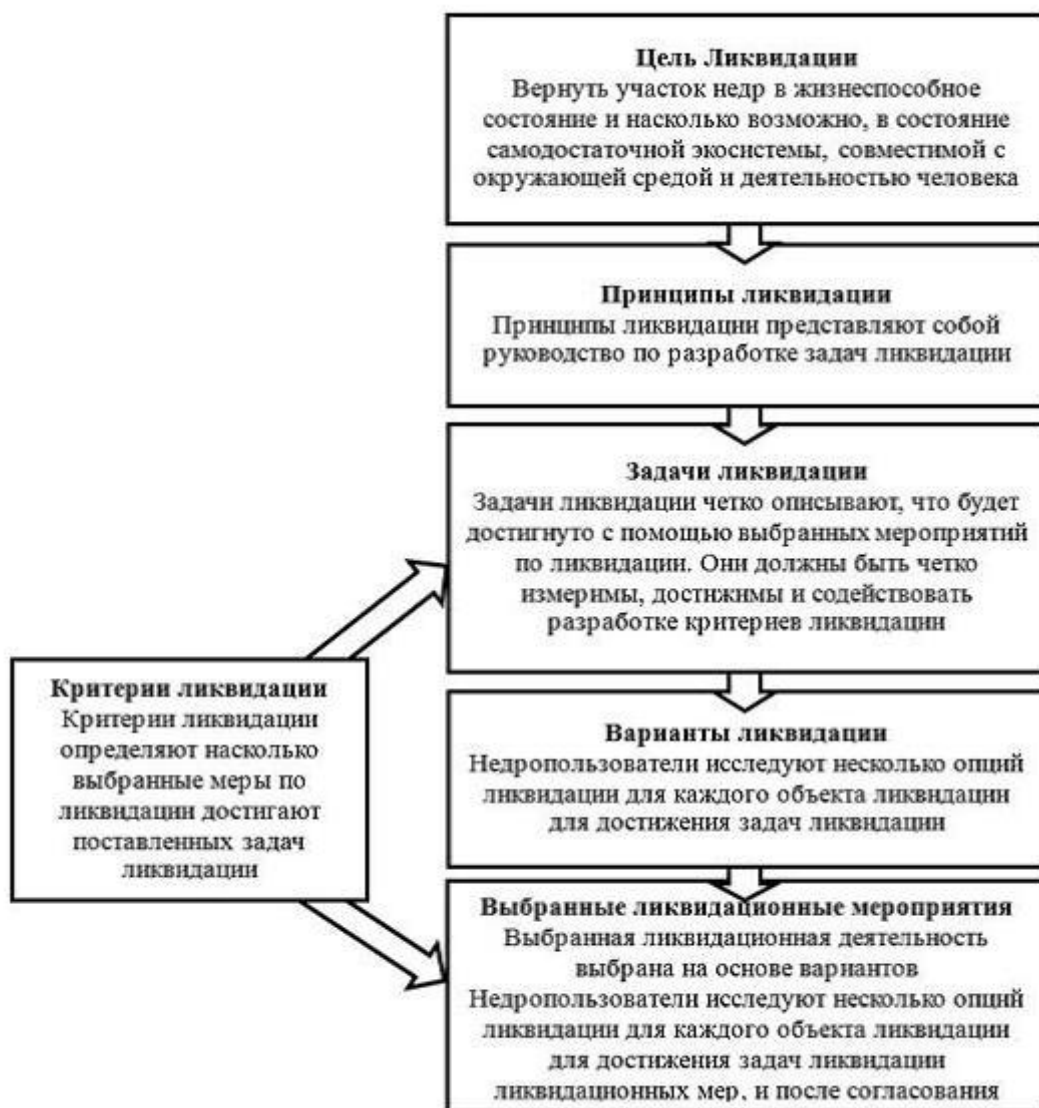 Цель Ликвидации
Вернуть участок недр в жизнеспособное
состояние и насколько возможно, в состояние
самодостаточной экосистемы, совместимой с
окружающей средой и деятельностью человека
Принципы ликвидации
Принципы ликвидации представляют собой
руководство по разработке задач ликвидации
Задачи ликвидации
Задачи ликвидации четко описывают, что будет
достигнуто с помощью выбранных мероприятий
по ликвидации. Они должны быть четко
измеримы, достижимы и содействовать
разработке критериев ликвидации
Критерии ликвидации
Критерии ликвидации
определяют насколько
выбранные меры по
ликвидации достигают
поставленных задач
ликвидации
Варианты ликвидации
Недропользователи исследуют несколько опций
ликвидации для каждого объекта ликвидации
для достижения задач ликвидации
Выбранные ликвидационные мероприятия
Выбранная ликвидационная деятельность
выбрана на основе вариантов
Недропользователи исследуют несколько опций
ликвидации для каждого объекта ликвидации
для достижения задач ликвидации
ликвидационных мер, и после согласования